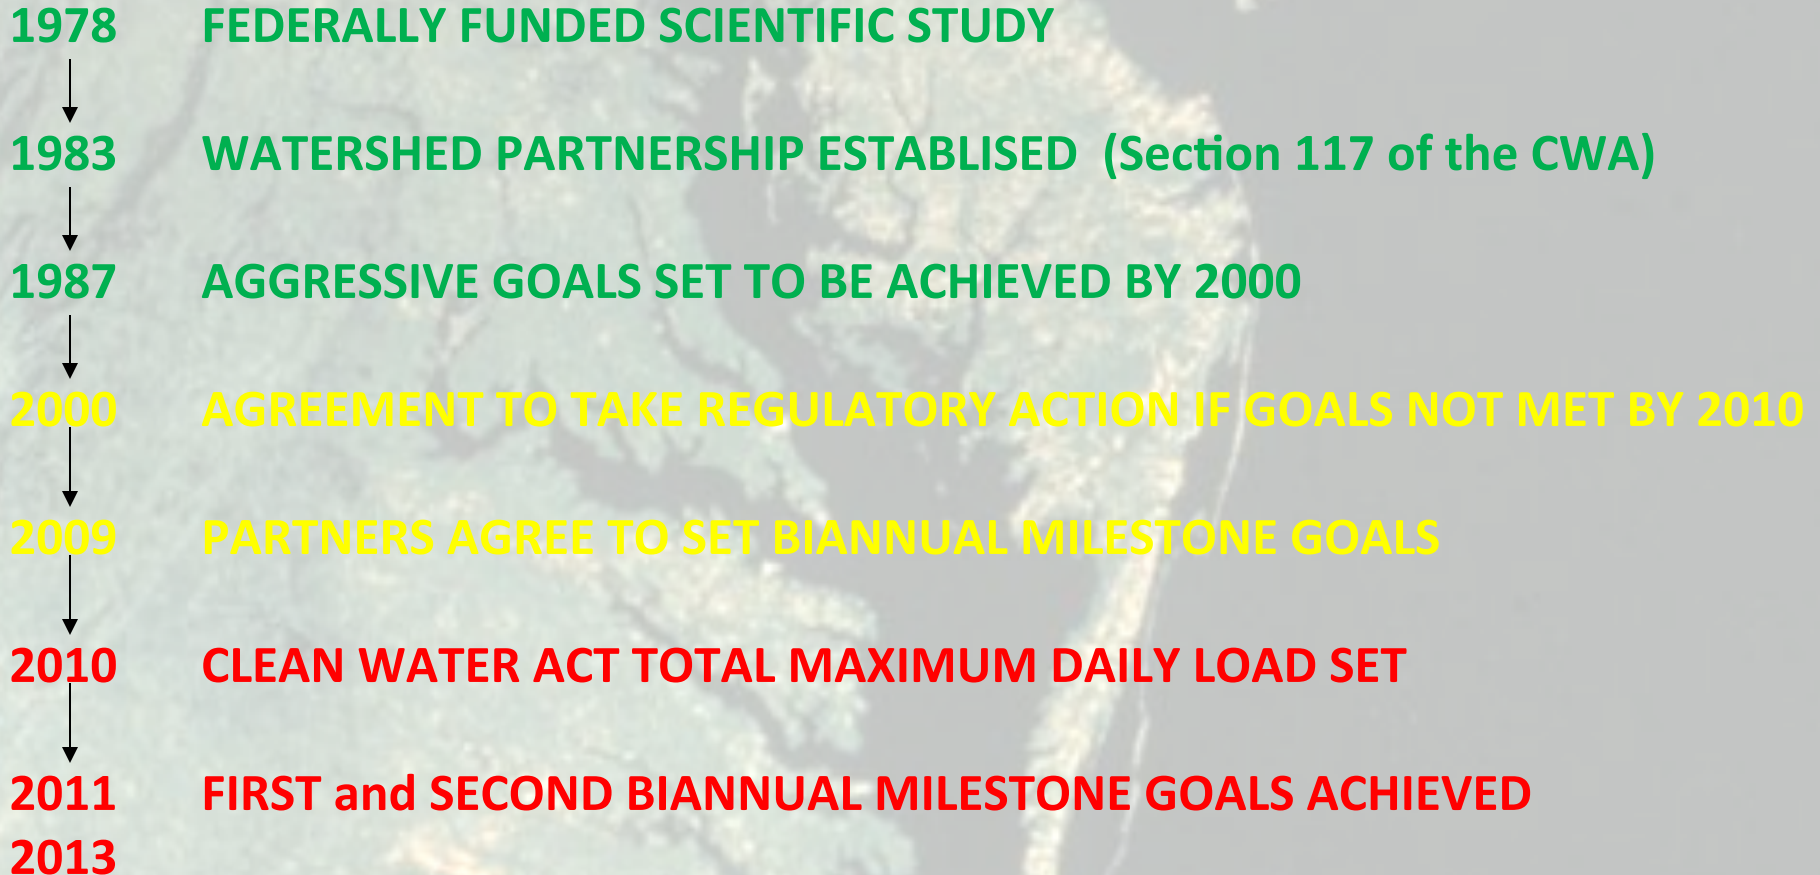 1978 FEDERALLY FUNDED SCIENTIFIC STUDY
1983 WATERSHED PARTNERSHIP ESTABLISED (Section 117 of the CWA)
1987 AGGRESSIVE GOALS SET TO BE ACHIEVED BY 2000
2000 AGREEMENT TO TAKE REGULATORY ACTION IF GOALS NOT MET BY 2010
2009 PARTNERS AGREE TO SET BIANNUAL MILESTONE GOALS
2010 CLEAN WATER ACT TOTAL MAXIMUM DAILY LOAD SET
2011 FIRST and SECOND BIANNUAL MILESTONE GOALS ACHIEVED
2013